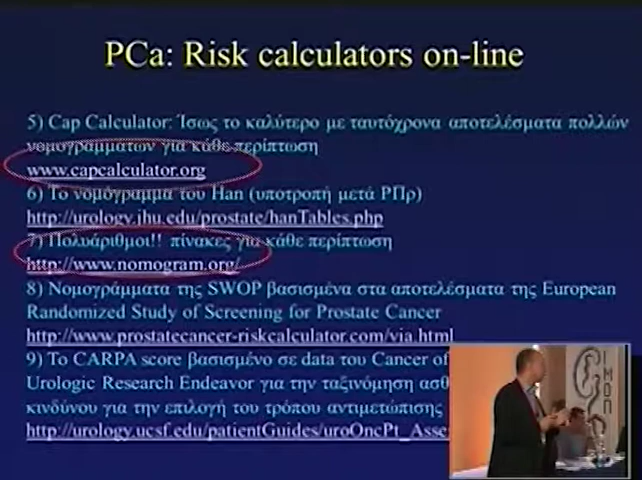 PCa: Risk calculators on-line
5) Cap Calculator: Ίσως το καλύτερο με ταυτόχρονα αποτελέσματα πολλών
νομογραμμάτων για κάθε περίπτωση
www.capcalculator.org
6) Το νομόγραμμα του Han (υποτροπή μετά ΡΠρ)
http://urology.jhu.edu/prostate/hanTables.php
7) Πολυάριθμοι!! πίνακες για κάθε περίπτωση
http://www.nomogram.org/
8) Νομογράμματα της SWOP βασισμένα στα αποτελέσματα της European
Randomized Study of Screening for Prostate Cancer
http://www.prostatecancer-riskcalculator.com/via.html
9) Το CARPA score βασισμένο σε data του Cancer of
Urologic Research Endeavor για την ταξινόμηση ασθ
κινδύνου για την επιλογή του τρόπου αντιμετώπισης
http://urology.ucsf.edu/patientGuides/uroOncPt_Asse